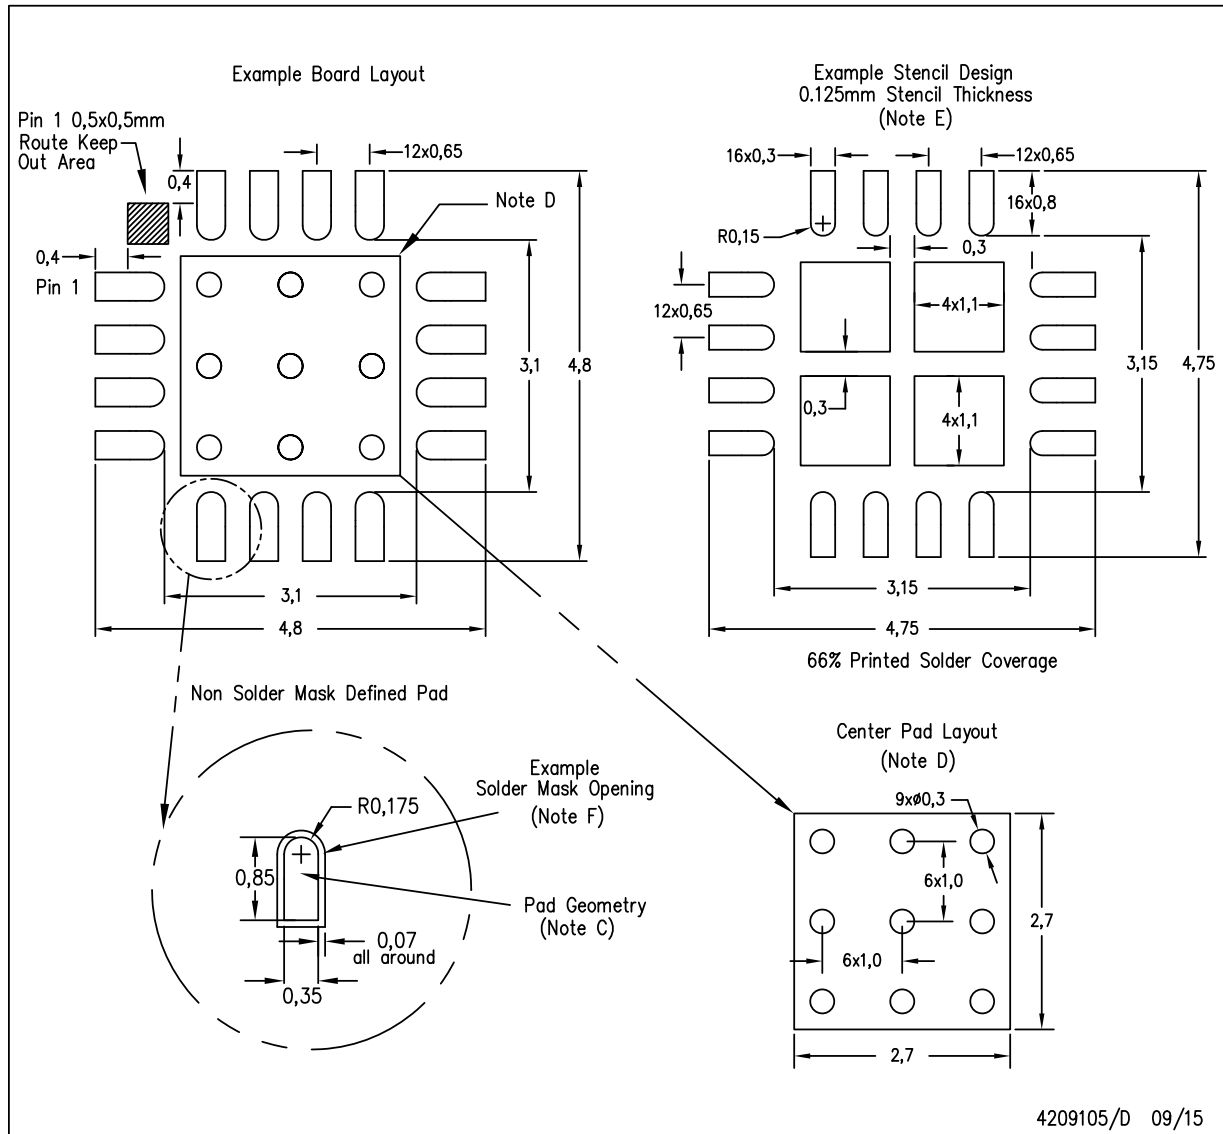 Example Board Layout
Pin 1 0,5x0,5mm
Route Keep
Out Area
0,4
12x0,65
Note D
0,4
Pin 1
3,1
4,8
3,1
4,8
Example Stencil Design
0.125mm Stencil Thickness
(Note E)
16x0,3
12x0,65
16x0,8
R0,15
0,3
12x0,65
4x1,1
3,15
4,75
0,3
4x1,1
3,15
4,75
66% Printed Solder Coverage
Non Solder Mask Defined Pad
Example
Solder Mask Opening
(Note F)
R0,175
0,85
Pad Geometry
(Note C)
0,07
all around
0,35
Center Pad Layout
(Note D)
9xø0,3
6x1,0
2,7
6x1,0
2,7
4209105/D 09/15